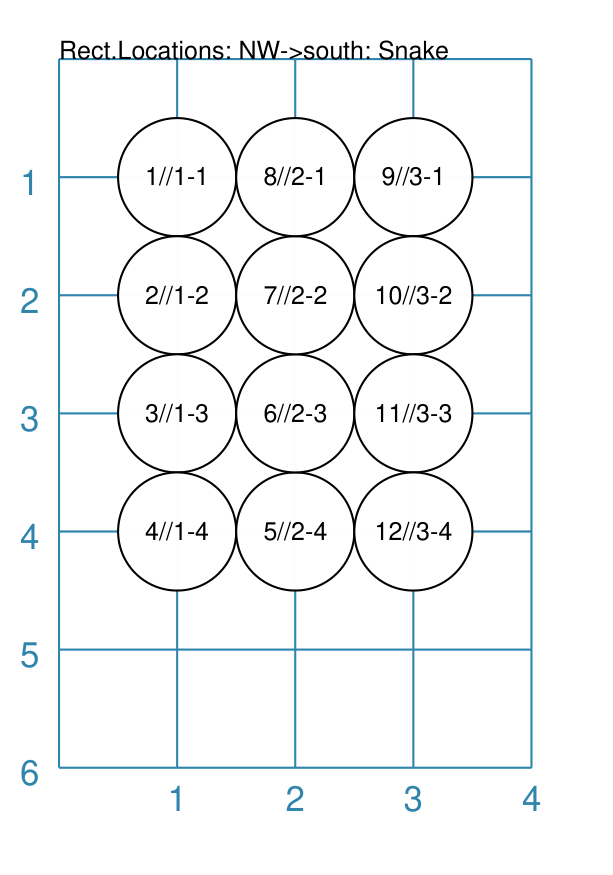 Rect.Locations: NW->south: Snake
1 1//1-1 8//2-1 9//3-1
2 2//1-2 7//2-2 10//3-2
3 3//1-3 6//2-3 11//3-3
4 4//1-4 5//2-4 12//3-4
5
6
1 2 3 4